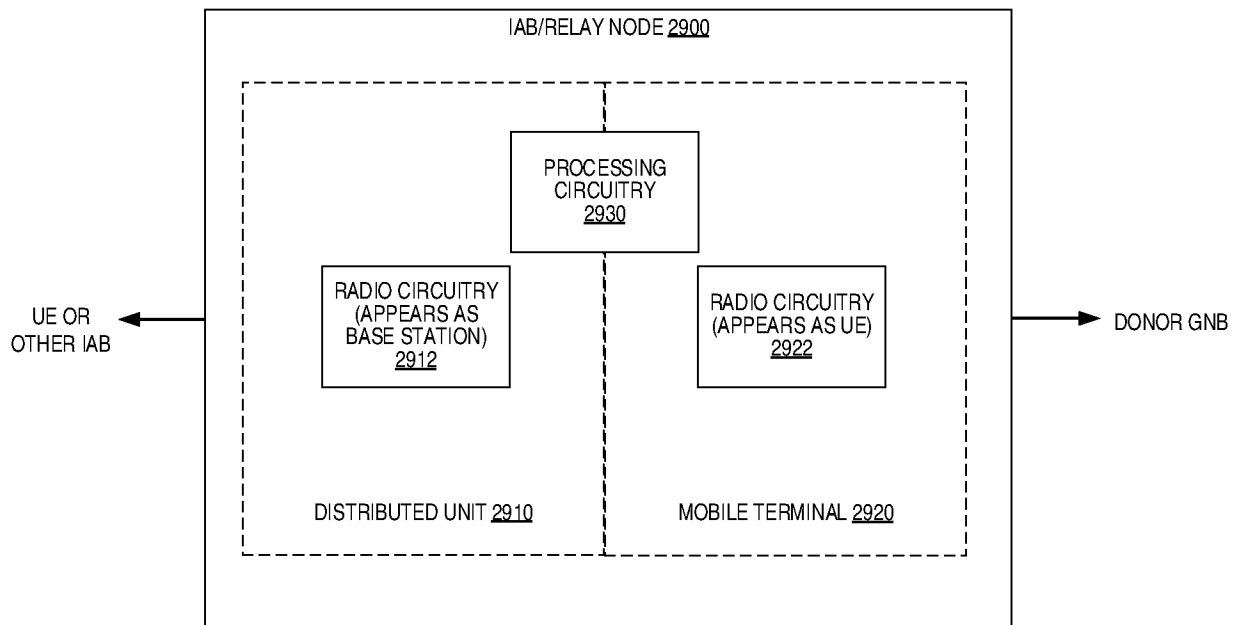 IAB/RELAY NODE 2900
PROCESSING
CIRCUITRY
2930
RADIO CIRCUITRY
(APPEARS AS
BASE STATION)
2912
RADIO CIRCUITRY
(APPEARS AS UE)
2922
UE OR
OTHER IAB
DONOR GNB
DISTRIBUTED UNIT 2910
MOBILE TERMINAL 2920